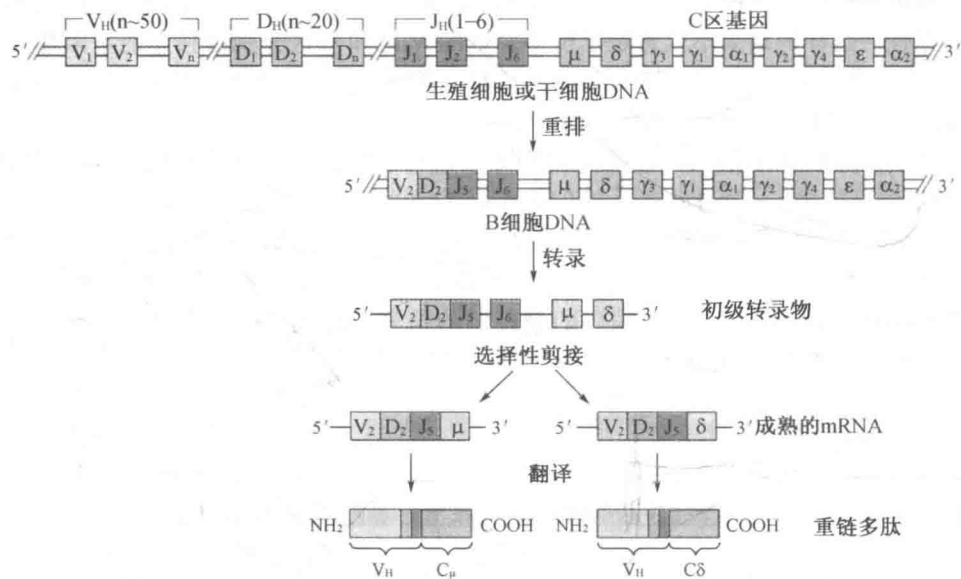 V_H(n~50) D_H(n~20) J_H(1–6) C区基因
5′ V₁ V₂ Vₙ D₁ D₂ Dₙ J₁ J₂ J₆ μ δ γ₃ γ₁ α₁ γ₂ γ₄ ε α₂ 3′
生殖细胞或干细胞DNA
重排
5′ V₂ D₂ J₅ J₆ μ δ γ₃ γ₁ α₁ γ₂ γ₄ ε α₂ 3′
B细胞DNA
转录
V₂ D₂ J₅ J₆ μ δ 3′ 初级转录物
5′
选择性剪接
5′ V₂ D₂ J₅ μ 3′ 5′ V₂ D₂ J₅ δ 3′ 成熟的mRNA
翻译
NH₂ COOH NH₂ COOH 重链多肽
V_H C_μ V_H Cδ